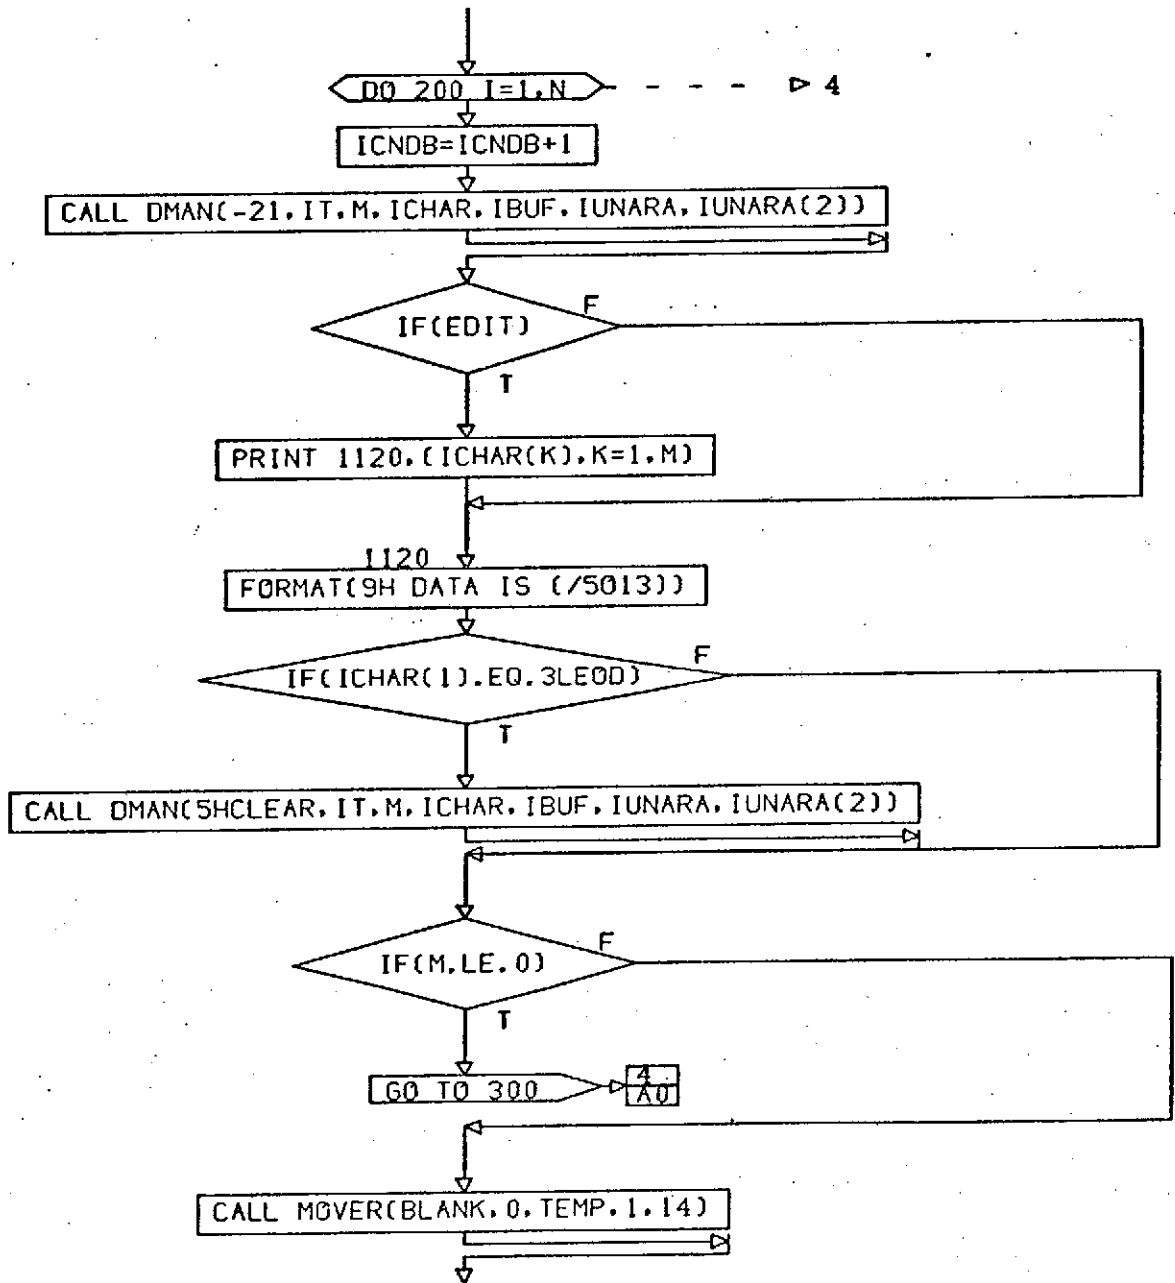 DO 200 I=1,N
4
ICNDB=ICNDB+1
CALL DMAN(-21,IT,M,ICHAR,IBUF,IUNARA,IUNARA(2))
F
IF(EDIT)
T
PRINT 1120,(ICHAR(K),K=1,M)
1120
FORMAT(9H DATA IS (/5013))
F
IF(ICHAR(1).EQ.3LEOD)
T
CALL DMAN(5HCLEAR,IT,M,ICHAR,IBUF,IUNARA,IUNARA(2))
F
IF(M.LE.0)
T
GO TO 300
4
A0
CALL MOVER(BLANK,0,TEMP,1,14)